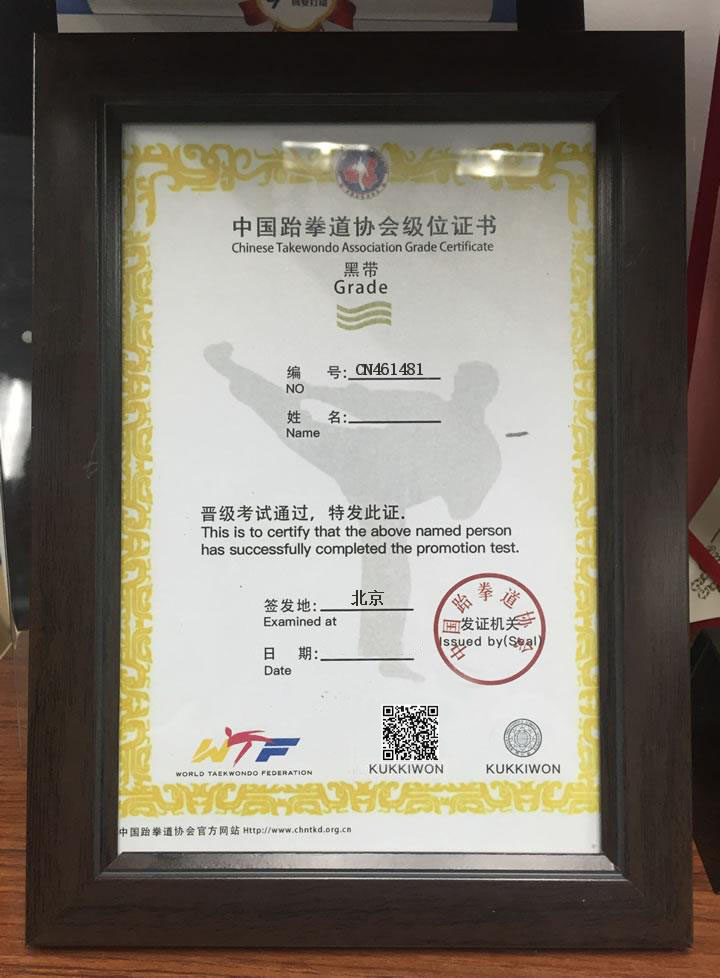 中国跆拳道协会级位证书
Chinese Takewondo Association Grade Certificate
黑带
Grade
编 号: CN461481
NO
姓 名:
Name
晋级考试通过, 特发此证.
This is to certify that the above named person
has successfully completed the promotion test.
签发地: 北京
Examined at
日 期:
Date
中国跆拳道协会
发证机关
Issued by(Seal)
WTF
WORLD TAEKWONDO FEDERATION
KUKKIWON
KUKKIWON
中国跆拳道协会官方网站 Http://www.chntkd.org.cn